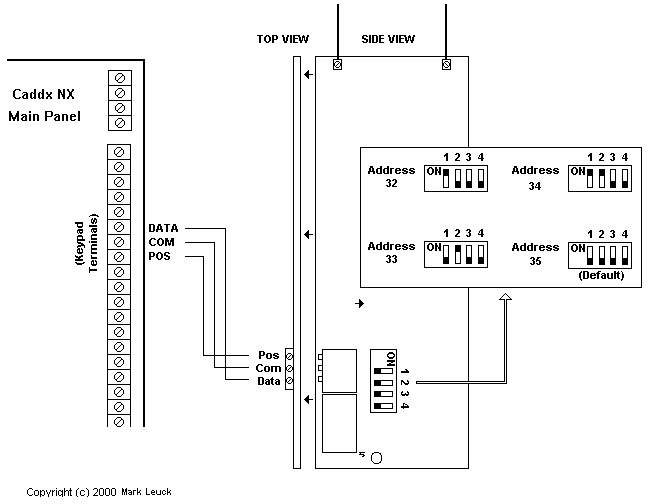 TOP VIEW
SIDE VIEW
Caddx NX
Main Panel
(Keypad
Terminals)
DATA
COM
POS
Address
32
1 2 3 4
ON
Address
34
1 2 3 4
ON
Address
33
1 2 3 4
ON
Address
35
1 2 3 4
ON
(Default)
Pos
Com
Data
ON
1
2
3
4
Copyright (c) 2000 Mark Leuck